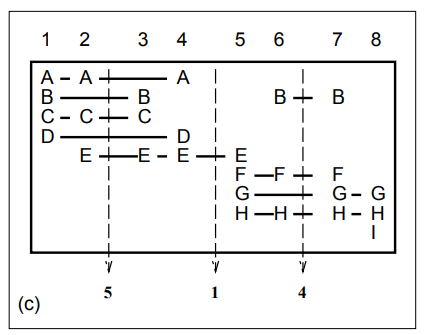 1 2 3 4 5 6 7 8
A A A
B B B B
C C C
D D
E E E E
F F F
G G G
H H H H
I
5 1 4
(c)